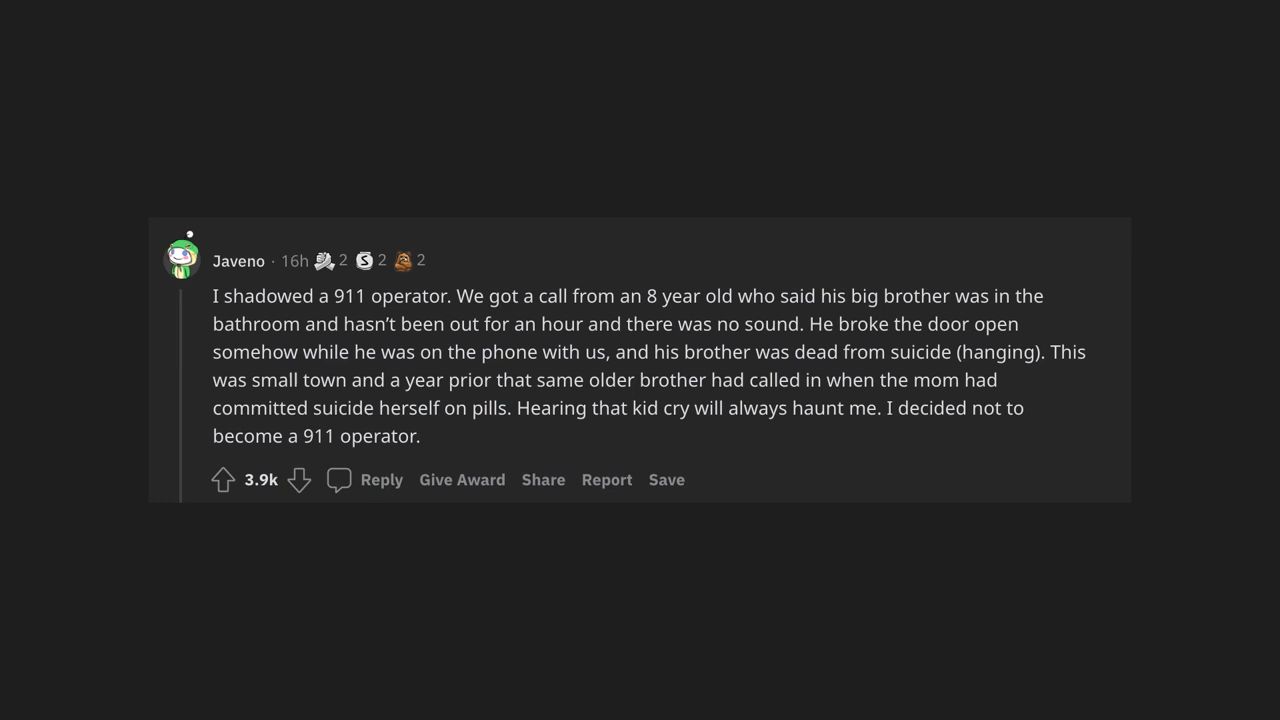 Javeno · 16h 2 2 2
I shadowed a 911 operator. We got a call from an 8 year old who said his big brother was in the
bathroom and hasn’t been out for an hour and there was no sound. He broke the door open
somehow while he was on the phone with us, and his brother was dead from suicide (hanging). This
was small town and a year prior that same older brother had called in when the mom had
committed suicide herself on pills. Hearing that kid cry will always haunt me. I decided not to
become a 911 operator.
3.9k Reply Give Award Share Report Save